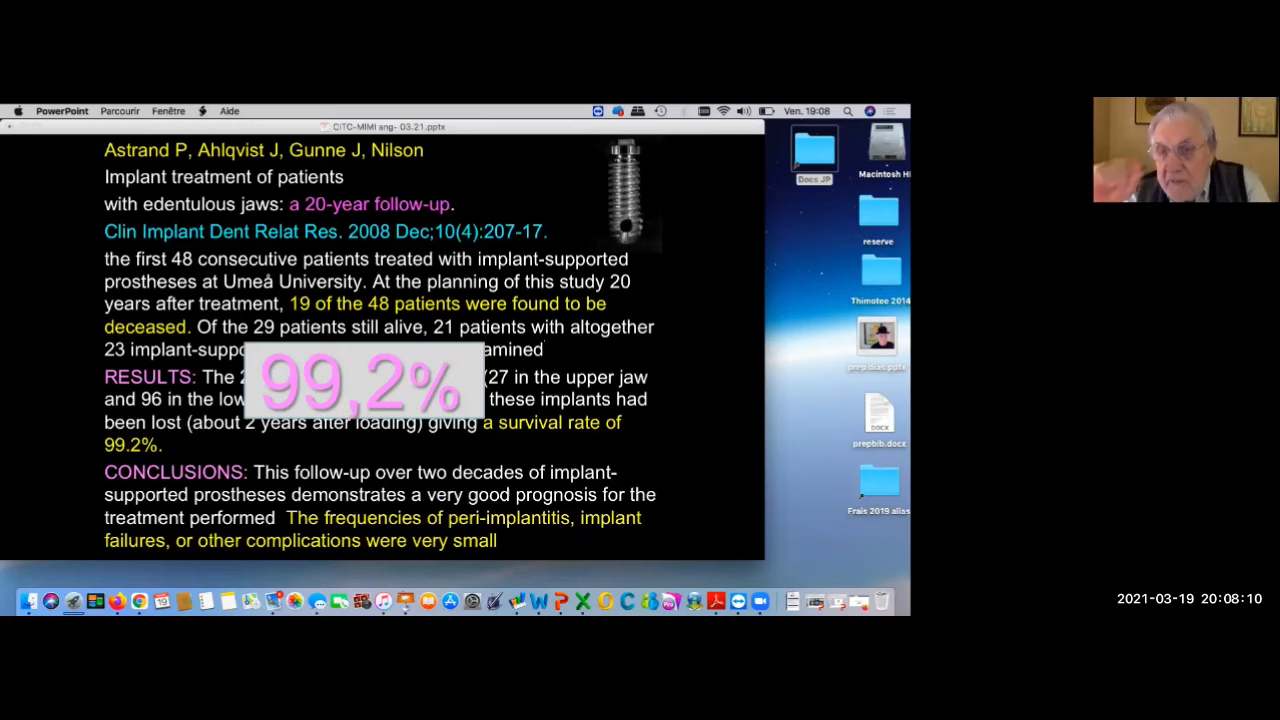 PowerPoint Parcourir Fenêtre Aide Ven. 19:08
CiTC-MIMI ang- 03.21.pptx
Astrand P, Ahlqvist J, Gunne J, Nilson
Implant treatment of patients
with edentulous jaws: a 20-year follow-up.
Clin Implant Dent Relat Res. 2008 Dec;10(4):207-17.
the first 48 consecutive patients treated with implant-supported
prostheses at Umeå University. At the planning of this study 20
years after treatment, 19 of the 48 patients were found to be
deceased. Of the 29 patients still alive, 21 patients with altogether
23 implant-suppo amined
RESULTS: The 2 (27 in the upper jaw
and 96 in the low these implants had
been lost (about 2 years after loading) giving a survival rate of
99.2%.
99,2%
CONCLUSIONS: This follow-up over two decades of implant-
supported prostheses demonstrates a very good prognosis for the
treatment performed The frequencies of peri-implantitis, implant
failures, or other complications were very small
Docs JP
Macintosh H
reserve
Thimotee 2014
prep.diac.pptx
DOCX
prepbib.docx
Frais 2019 alias
2021-03-19 20:08:10